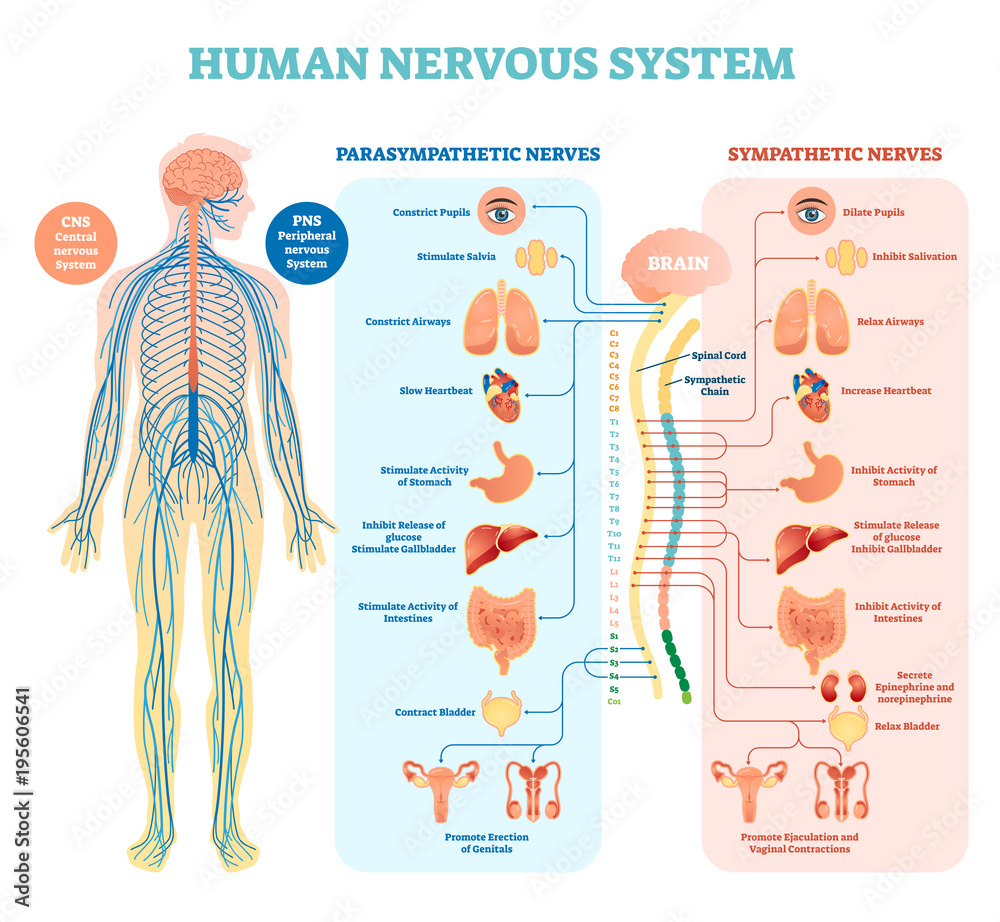 HUMAN NERVOUS SYSTEM
CNS
Central
nervous
System
PNS
Peripheral
nervous
System
PARASYMPATHETIC NERVES
Constrict Pupils
Stimulate Salvia
Constrict Airways
Slow Heartbeat
Stimulate Activity
of Stomach
Inhibit Release of
glucose
Stimulate Gallbladder
Stimulate Activity of
Intestines
Contract Bladder
Promote Erection
of Genitals
BRAIN
Spinal Cord
Sympathetic
Chain
C1
C2
C3
C4
C5
C6
C7
C8
T1
T2
T3
T4
T5
T6
T7
T8
T9
T10
T11
T12
L1
L2
L3
L4
L5
S1
S2
S3
S4
S5
Co1
SYMPATHETIC NERVES
Dilate Pupils
Inhibit Salivation
Relax Airways
Increase Heartbeat
Inhibit Activity of
Stomach
Stimulate Release
of glucose
Inhibit Gallbladder
Inhibit Activity of
Intestines
Secrete
Epinephrine and
norepinephrine
Relax Bladder
Promote Ejaculation and
Vaginal Contractions
Adobe Stock | #195606541